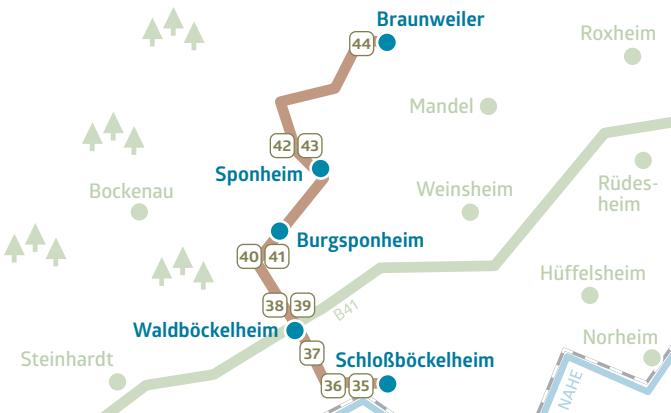 Braunweiler
Roxheim
44
Mandel
42 43
Sponheim
Bockenau
Weinsheim
Rüdes-
heim
Burgsponheim
40 41
Hüffelsheim
38 39
B41
Waldböckelheim
Norheim
37
Steinhardt
Schloßböckelheim
36 35
NAHE